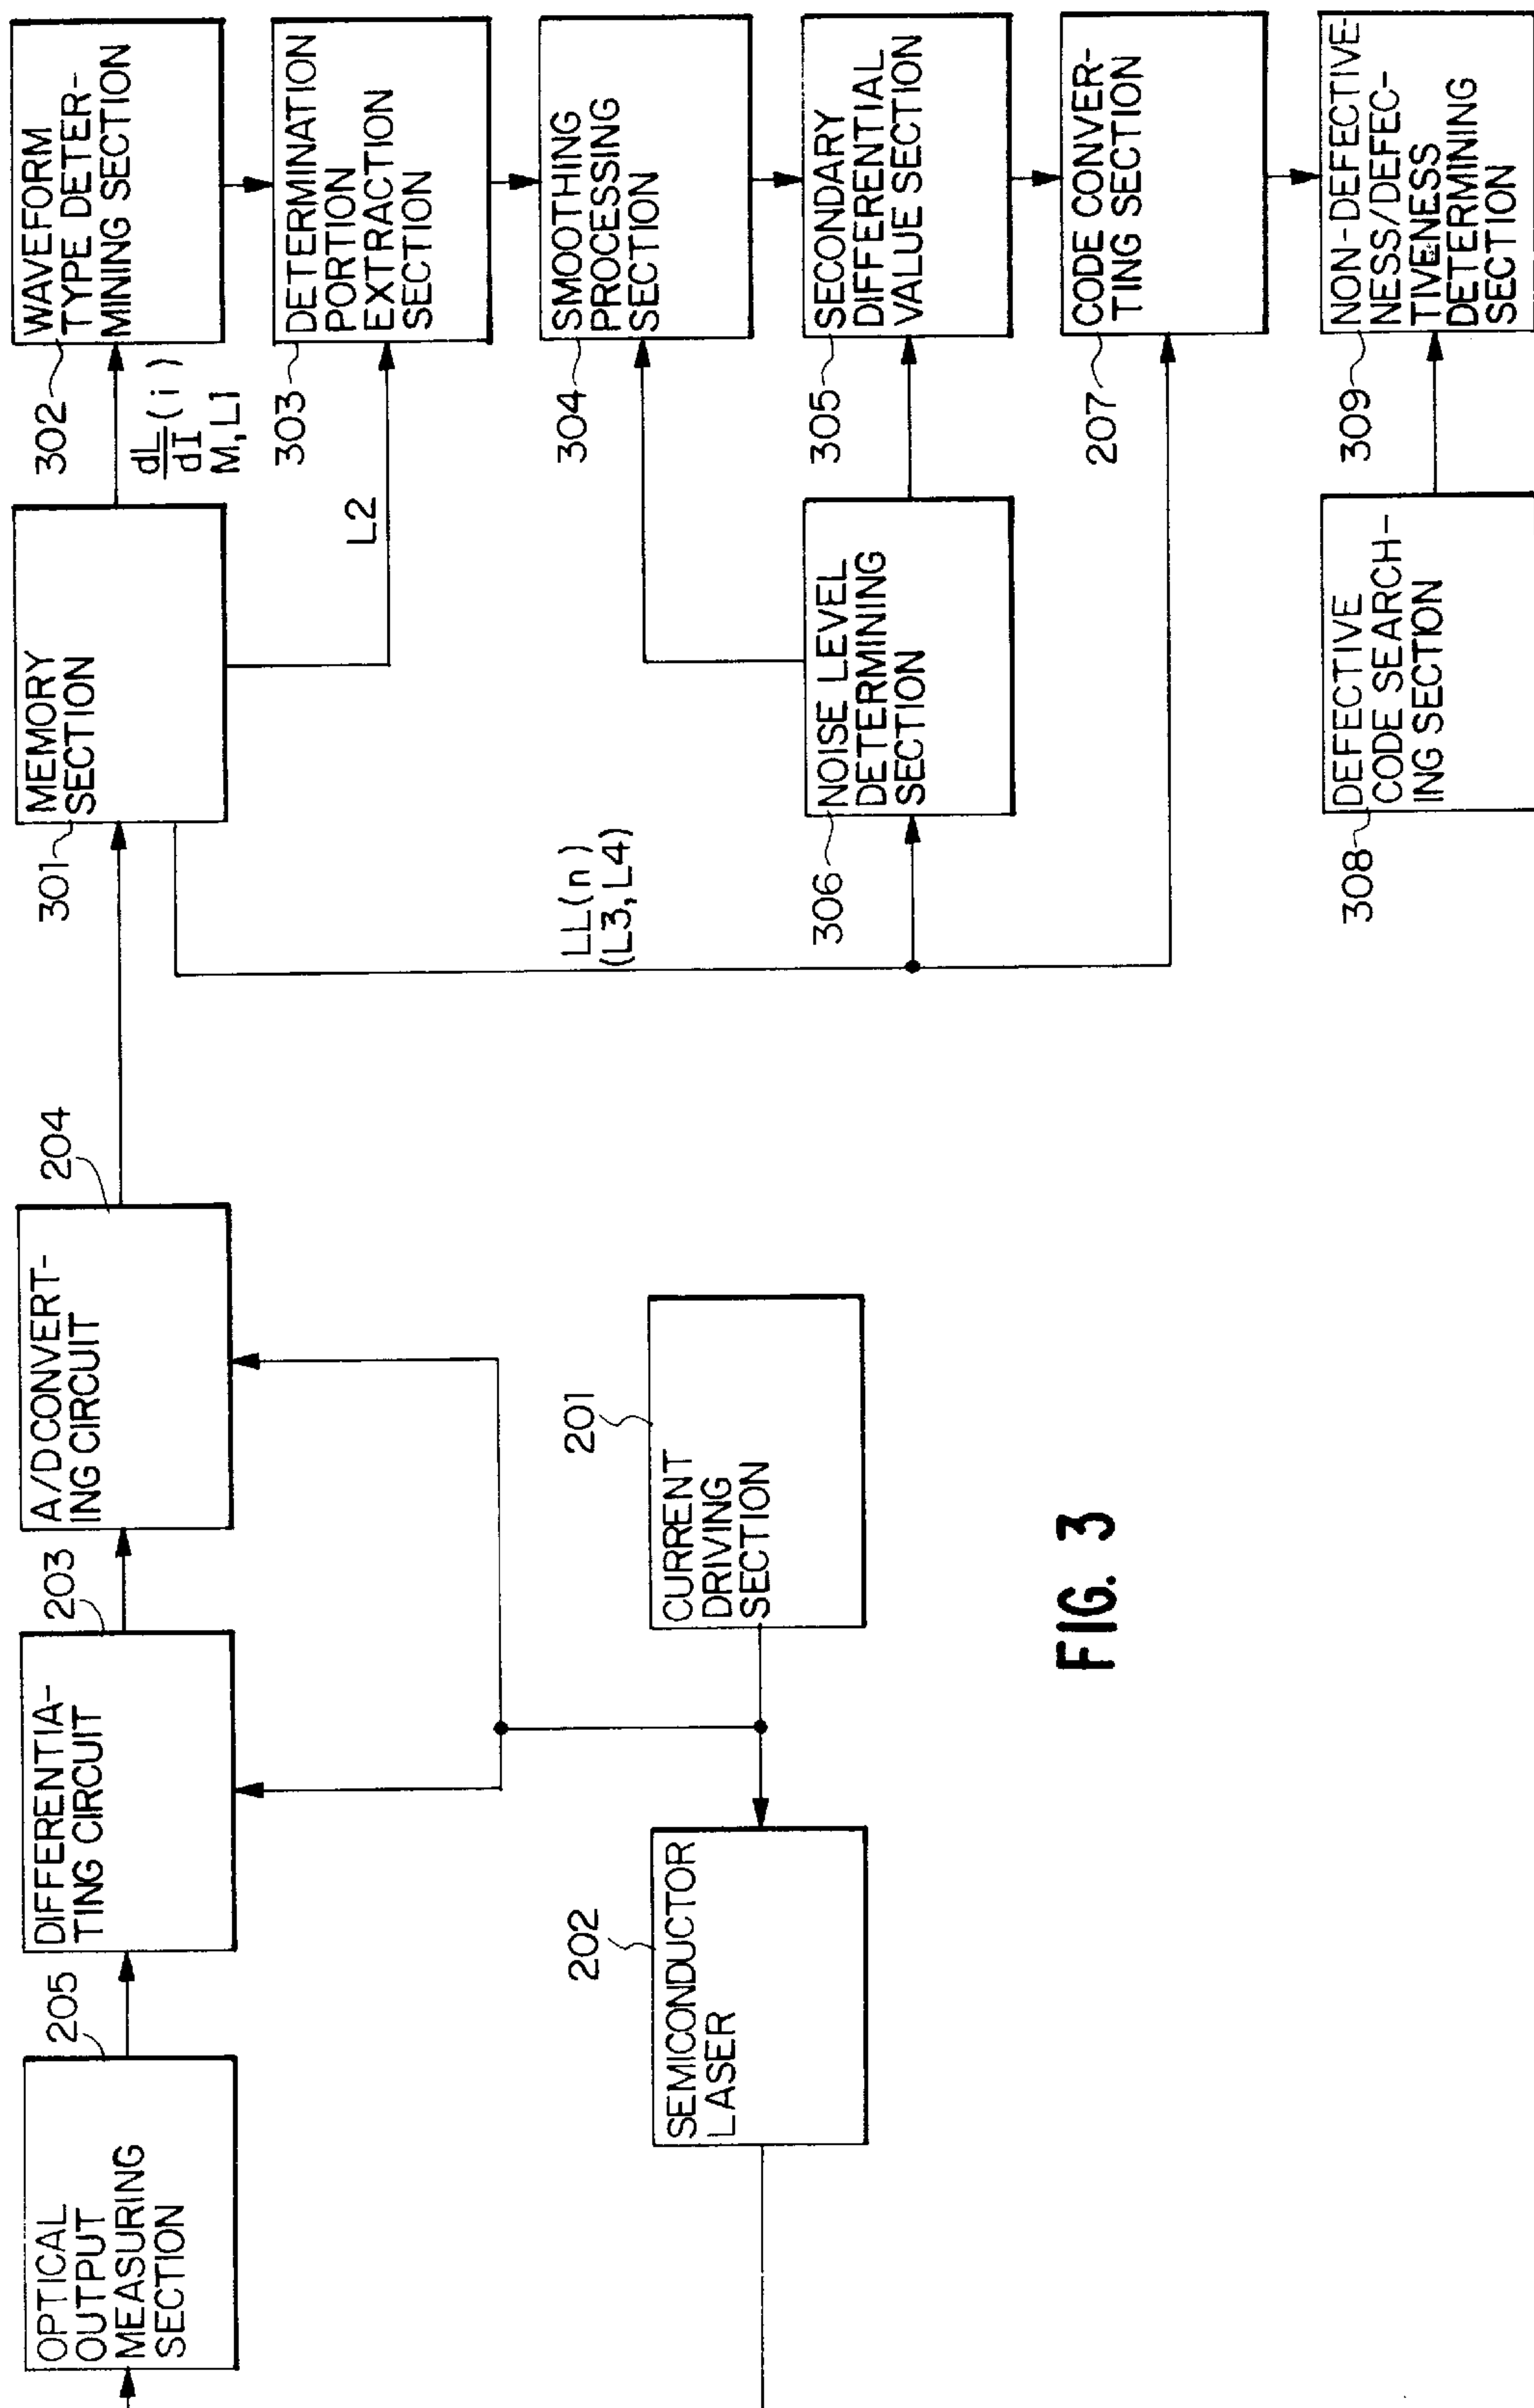 OPTICAL
OUTPUT
MEASURING
SECTION
205
DIFFERENTIA-
TING CIRCUIT
203
A/D CONVERT-
ING CIRCUIT
204
MEMORY
SECTION
301
WAVEFORM
TYPE DETER-
MINING SECTION
302
dL
dI
(i)
M, L1
DETERMINATION
PORTION
EXTRACTION
SECTION
303
L2
SMOOTHING
PROCESSING
SECTION
304
SECONDARY
DIFFERENTIAL
VALUE SECTION
305
NOISE LEVEL
DETERMINING
SECTION
306
LL(n)
(L3, L4)
CODE CONVER-
TING SECTION
207
NON-DEFECTIVE-
NESS/DEFEC-
TIVENESS
DETERMINING
SECTION
309
DEFECTIVE
CODE SEARCH-
ING SECTION
308
CURRENT
DRIVING
SECTION
201
SEMICONDUCTOR
LASER
202
FIG. 3